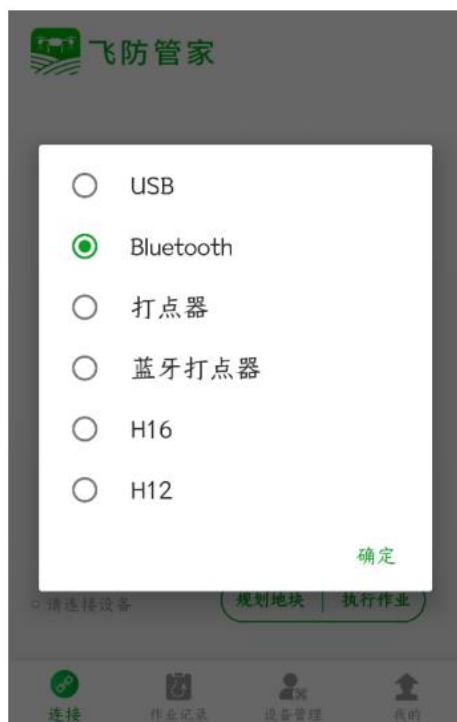 飞防管家
USB
Bluetooth
打点器
蓝牙打点器
H16
H12
确定
请连接设备
规划地块 执行作业
连接 作业记录 设备管理 我的